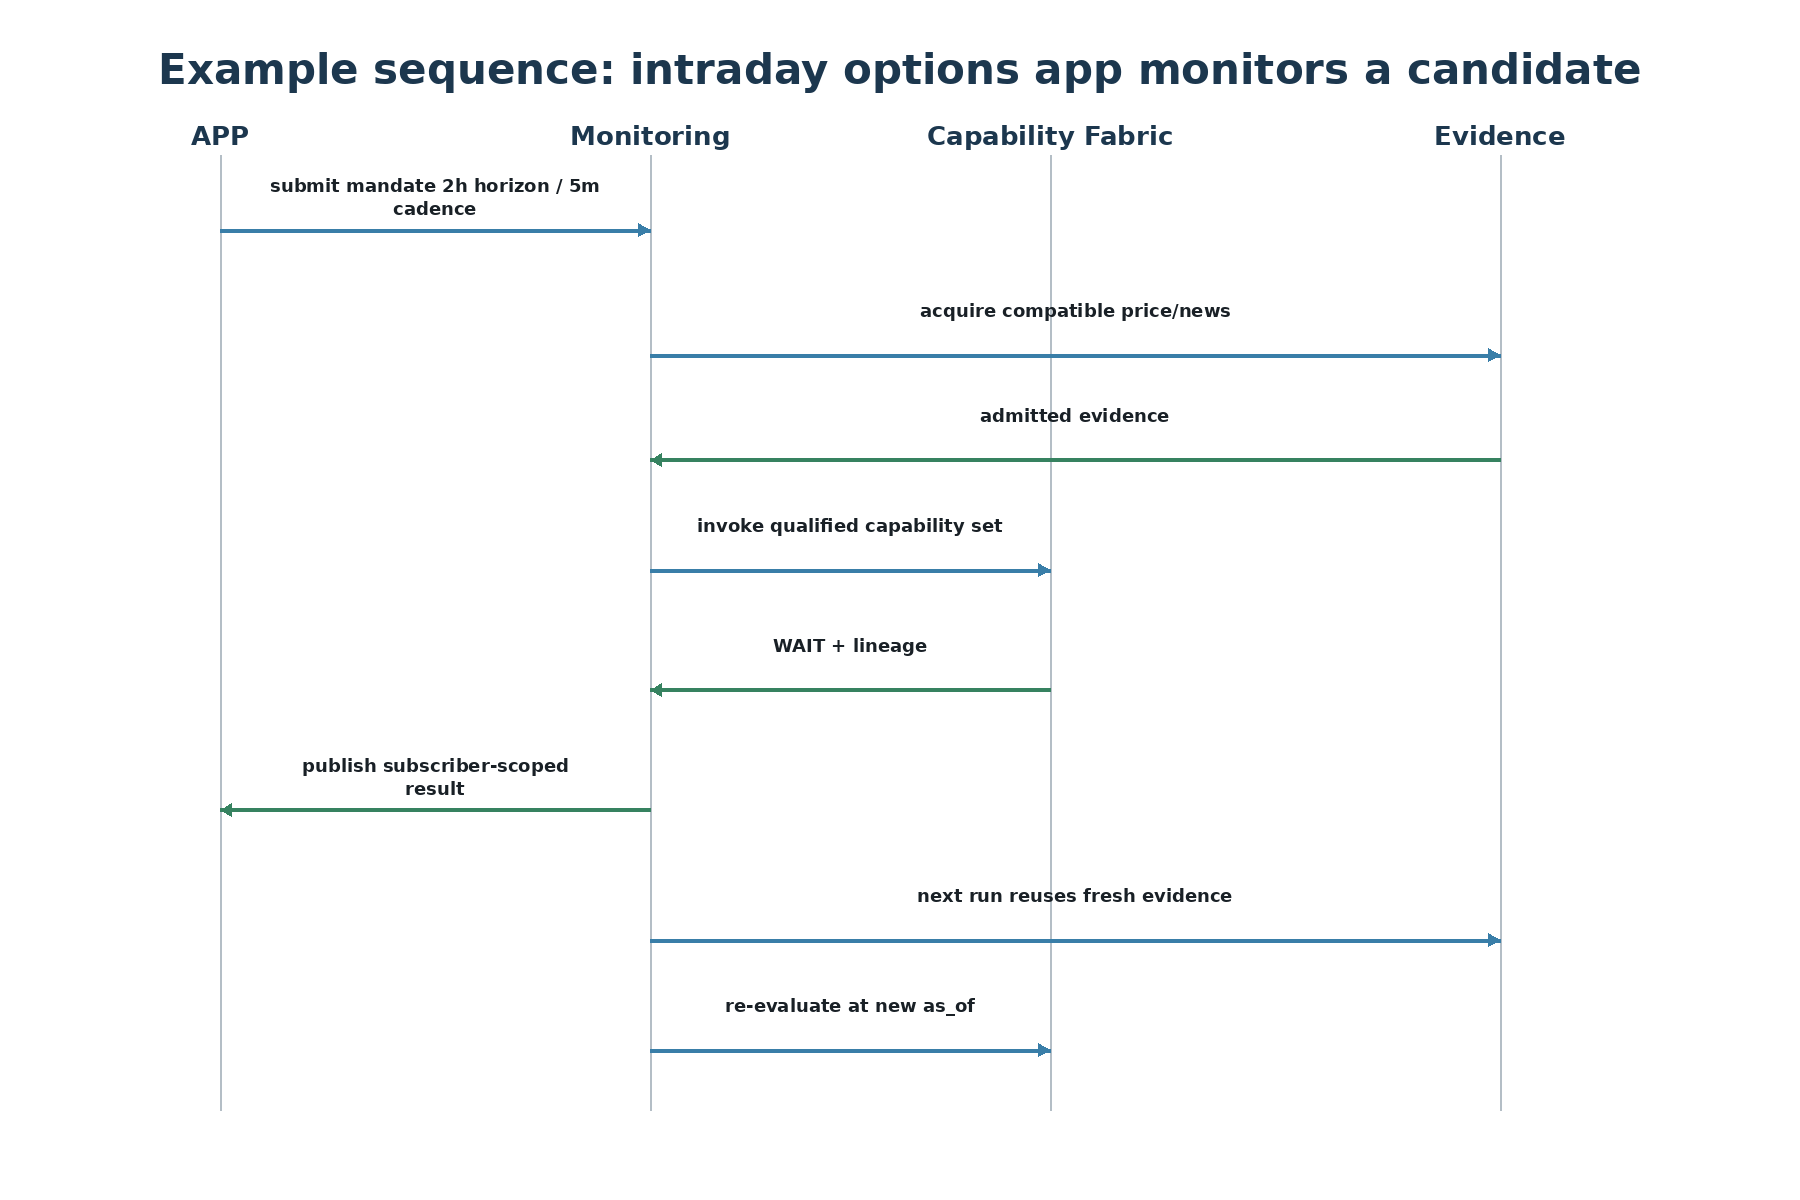 Example sequence: intraday options app monitors a candidate
APP
Monitoring
Capability Fabric
Evidence
submit mandate 2h horizon / 5m
cadence
acquire compatible price/news
admitted evidence
invoke qualified capability set
WAIT + lineage
publish subscriber-scoped
result
next run reuses fresh evidence
re-evaluate at new as_of